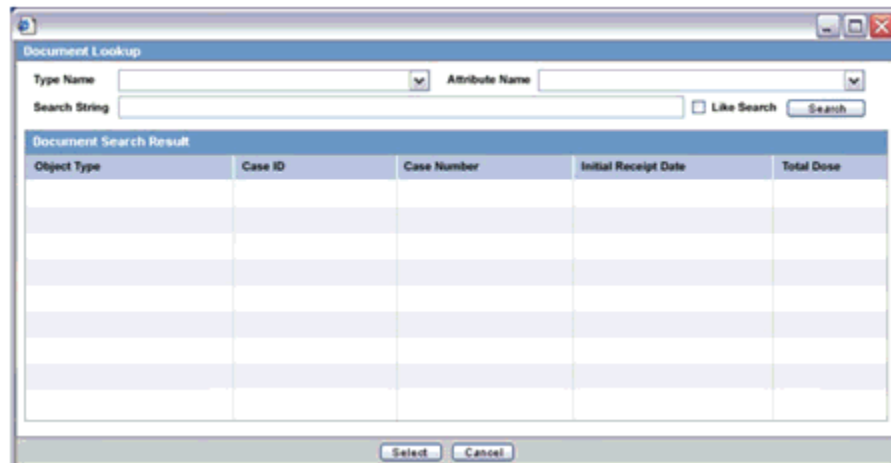 Document Lookup
Type Name Attribute Name
Search String Like Search Search
Document Search Result
Object Type Case ID Case Number Initial Receipt Date Total Dose
Select Cancel